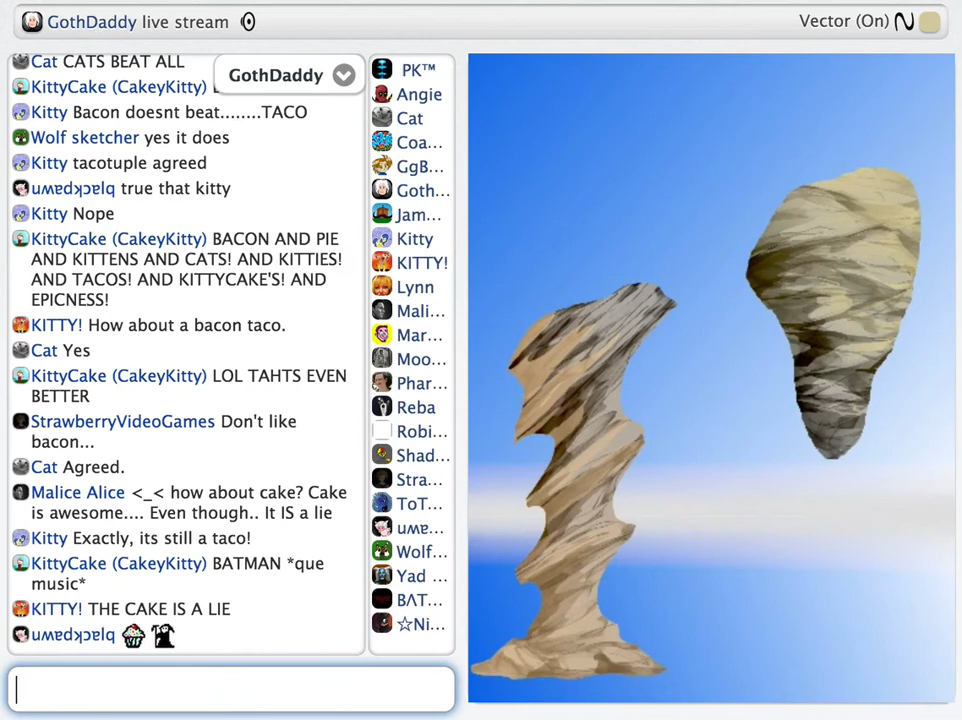 GothDaddy live stream
Vector (On)
Cat CATS BEAT ALL
GothDaddy
KittyCake (CakeyKitty)
Kitty Bacon doesnt beat........TACO
Wolf sketcher yes it does
Kitty tacotuple agreed
uʍɐdʞɔɐlq true that kitty
Kitty Nope
KittyCake (CakeyKitty) BACON AND PIE
AND KITTENS AND CATS! AND KITTIES!
AND TACOS! AND KITTYCAKE'S! AND
EPICNESS!
KITTY! How about a bacon taco.
Cat Yes
KittyCake (CakeyKitty) LOL TAHTS EVEN
BETTER
StrawberryVideoGames Don't like
bacon...
Cat Agreed.
Malice Alice <_< how about cake? Cake
is awesome.... Even though.. It IS a lie
Kitty Exactly, its still a taco!
KittyCake (CakeyKitty) BATMAN *que
music*
KITTY! THE CAKE IS A LIE
uʍɐdʞɔɐlq
PK™
Angie
Cat
Coa...
GgB...
Goth...
Jam...
Kitty
KITTY!
Lynn
Mali...
Mar...
Moo...
Phar...
Reba
Robi...
Shad...
Stra...
ToT...
uʍɐ...
Wolf...
Yad ...
BΛT...
☆Ni...